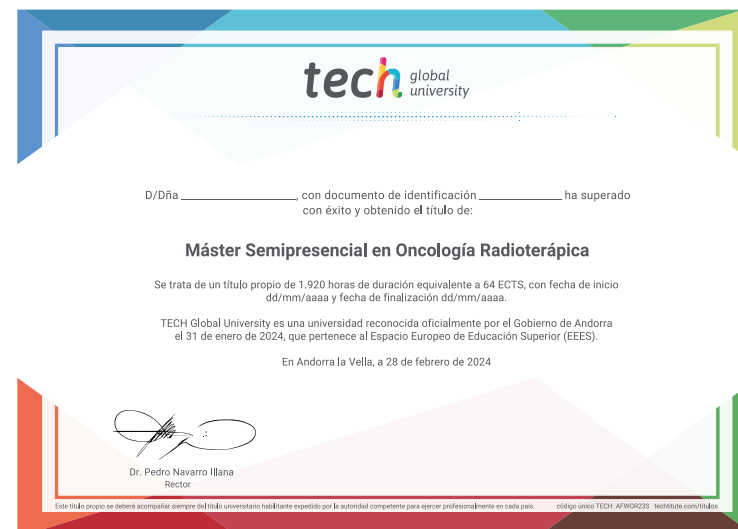 tech global university
D/Dña ________________, con documento de identificación ____________ ha superado
con éxito y obtenido el título de:
Máster Semipresencial en Oncología Radioterápica
Se trata de un título propio de 1.920 horas de duración equivalente a 64 ECTS, con fecha de inicio
dd/mm/aaaa y fecha de finalización dd/mm/aaaa.
TECH Global University es una universidad reconocida oficialmente por el Gobierno de Andorra
el 31 de enero de 2024, que pertenece al Espacio Europeo de Educación Superior (EEES).
En Andorra la Vella, a 28 de febrero de 2024
Dr. Pedro Navarro Illana
Rector
Este título propio se deberá acompañar siempre del título universitario habilitante expedido por la autoridad competente para ejercer profesionalmente en cada país. código único TECH: AFWOR23S techtitute.com/titulos